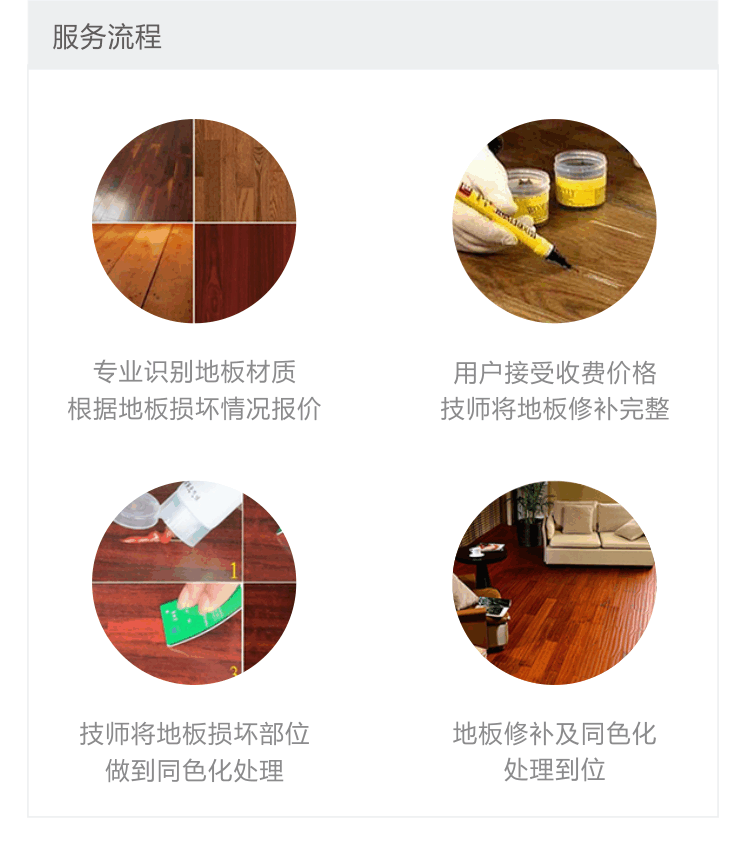 服务流程
专业识别地板材质
根据地板损坏情况报价
用户接受收费价格
技师将地板修补完整
1
3
技师将地板损坏部位
做到同色化处理
地板修补及同色化
处理到位